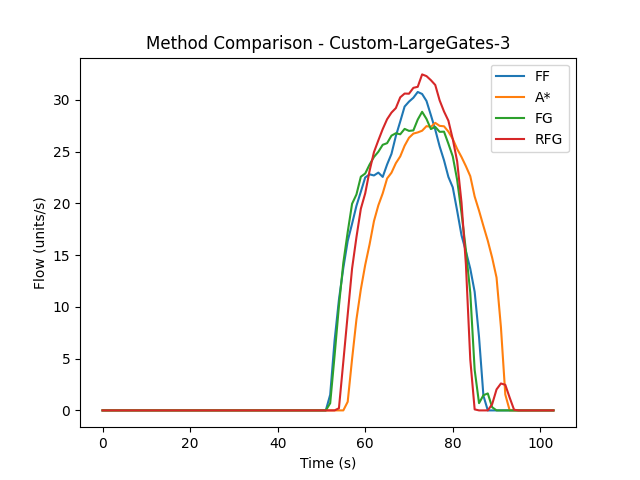 Method Comparison - Custom-LargeGates-3
FF
A*
FG
RFG
Flow (units/s)
30
25
20
15
10
5
0
0 20 40 60 80 100
Time (s)